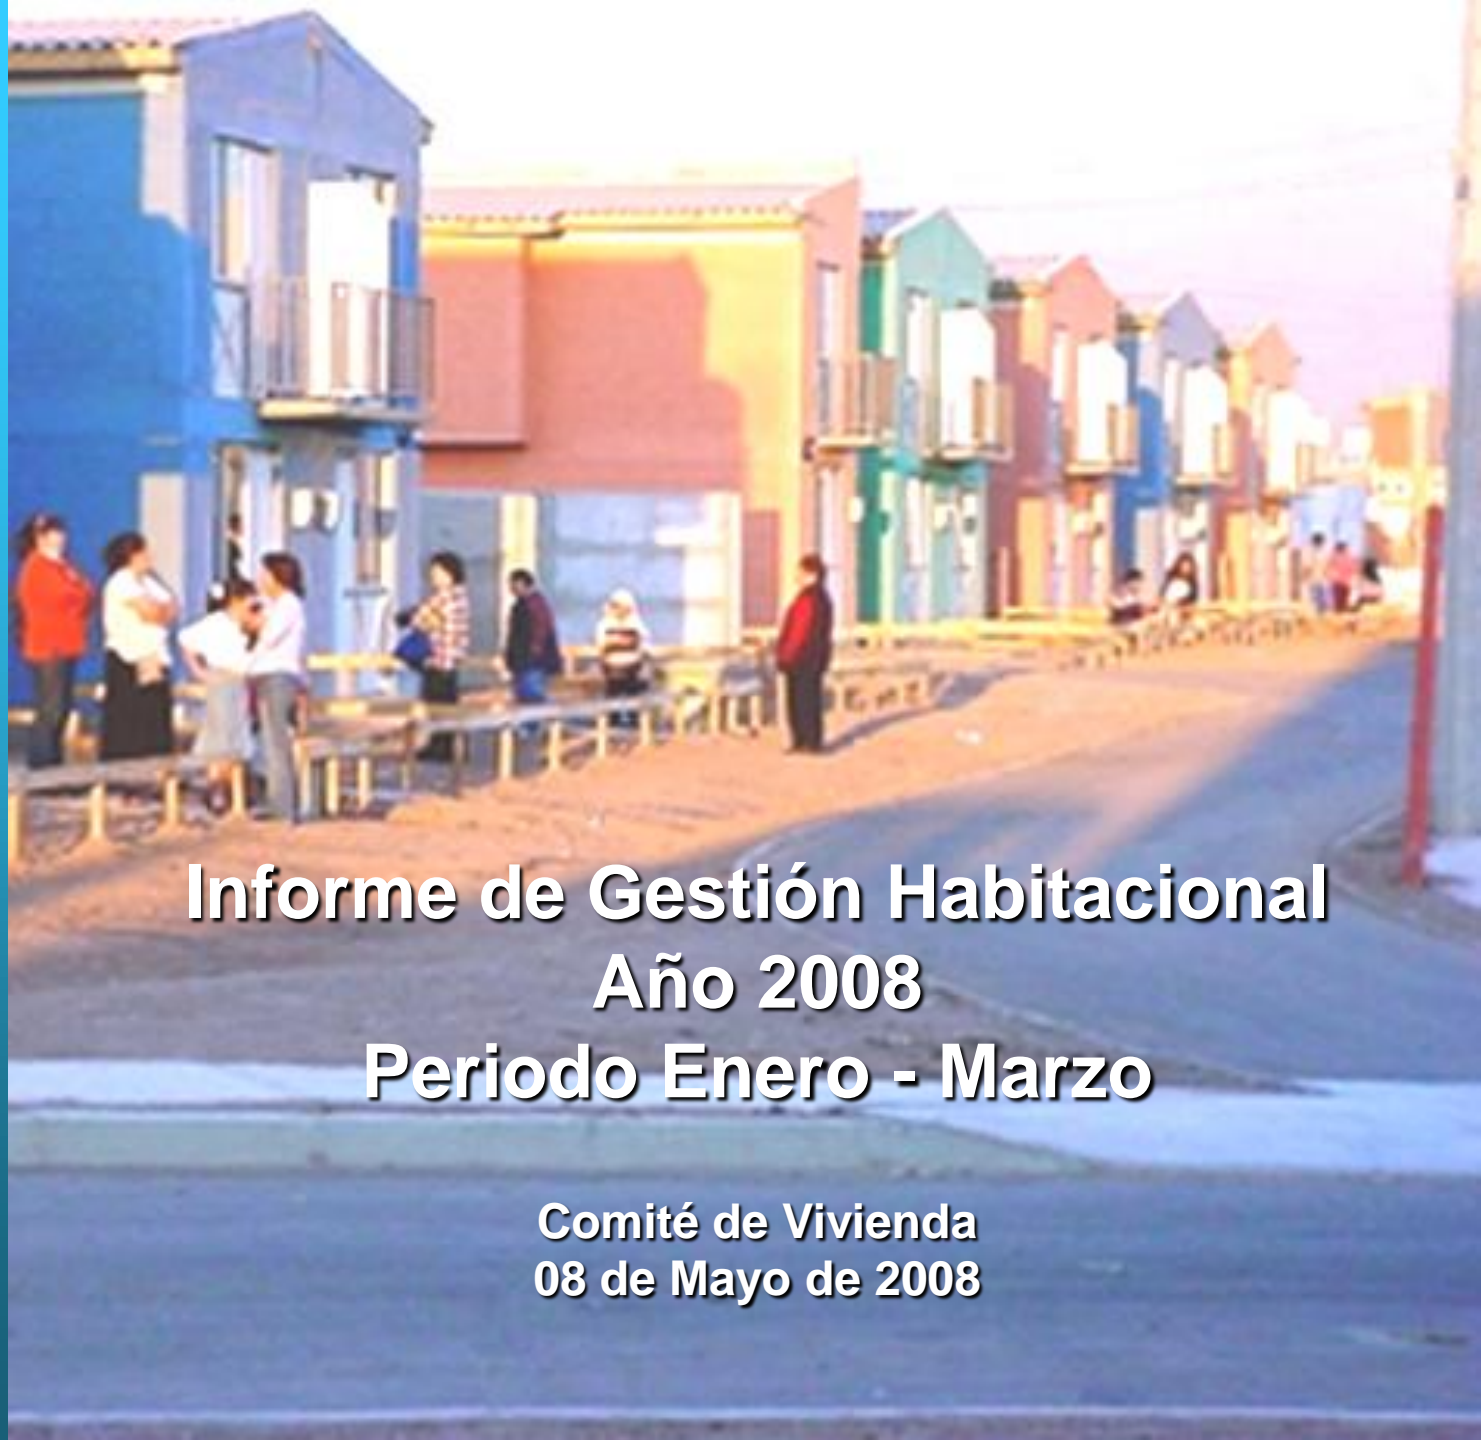 Informe de Gestión Habitacional
Año 2008
Periodo Enero - Marzo
Comité de Vivienda
08 de Mayo de 2008